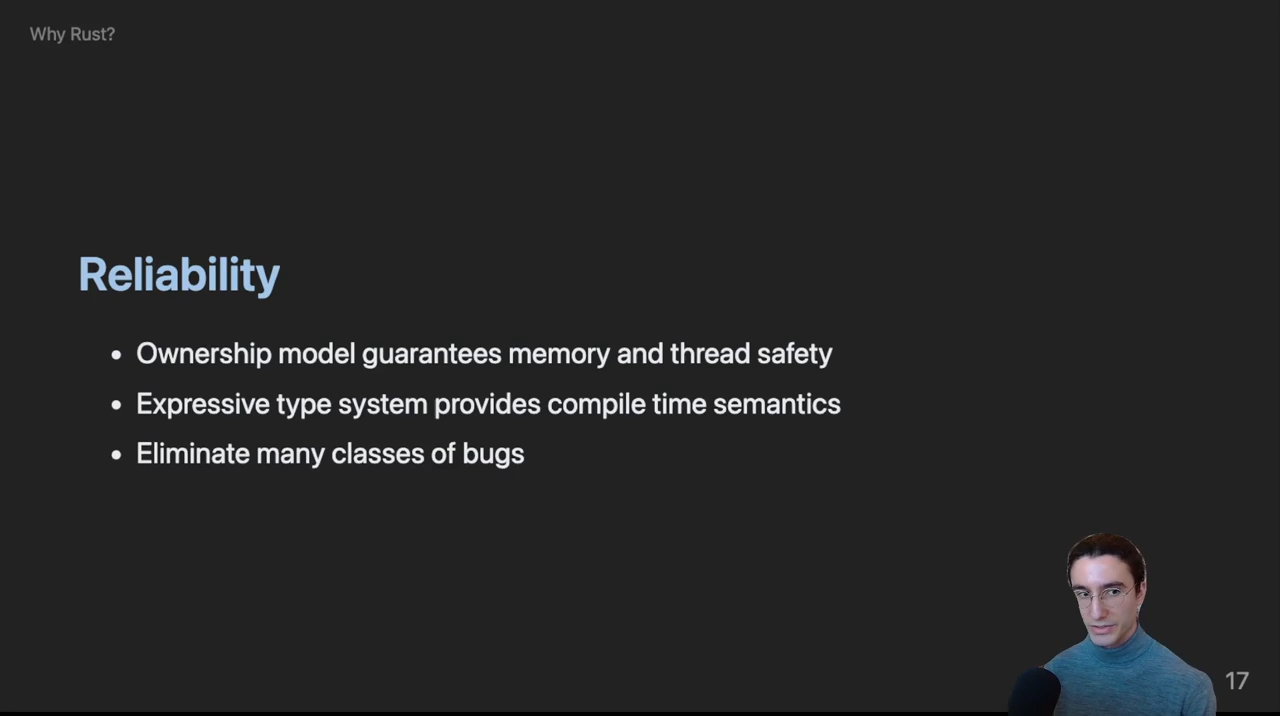 Why Rust?
Reliability
• Ownership model guarantees memory and thread safety
• Expressive type system provides compile time semantics
• Eliminate many classes of bugs
17